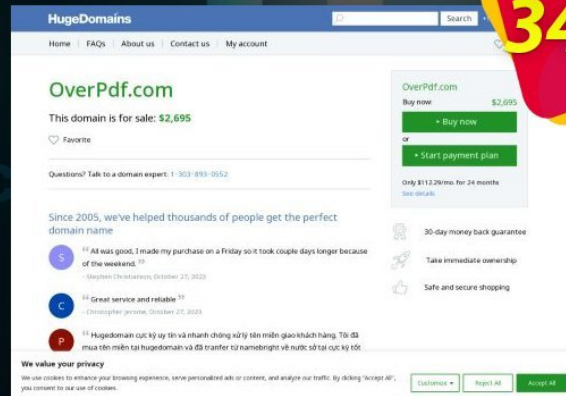 34
HugeDomains
Search
Home FAQs About us Contact us My account
OverPdf.com
This domain is for sale: $2,695
Favorite
Questions? Talk to a domain expert: 1-303-893-0552
OverPdf.com
Buy now: $2,695
Buy now
or
Start payment plan
Only $112.29/mo. for 24 months
See details
Since 2005, we've helped thousands of people get the perfect
domain name
S
"All was good, I made my purchase on a Friday so it took couple days longer because
of the weekend."
- Stephen Christianson, October 27, 2023
C
"Great service and reliable"
- Christopher Jerome, October 27, 2023
P
"Hugedomain cực kỳ uy tín và nhanh chóng xử lý tên miền giao khách hàng. Tôi đã
mua tên miền tại hugedomain và đã tranfer từ namebright về nước sở tại cực kỳ tốt
30-day money back guarantee
Take immediate ownership
Safe and secure shopping
We value your privacy
We use cookies to enhance your browsing experience, serve personalized ads or content, and analyze our traffic. By clicking "Accept All",
you consent to our use of cookies.
Customize
Reject All
Accept All